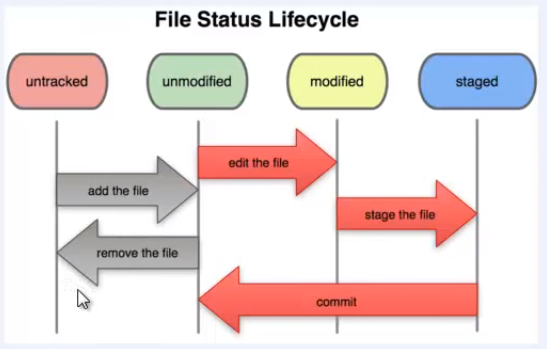 File Status Lifecycle
untracked
unmodified
modified
staged
edit the file
add the file
stage the file
remove the file
commit